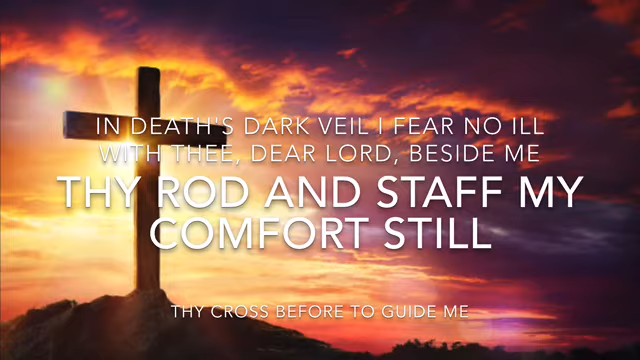 IN DEATH'S DARK VEIL I FEAR NO ILL
WITH THEE, DEAR LORD, BESIDE ME
THY ROD AND STAFF MY
COMFORT STILL
THY CROSS BEFORE TO GUIDE ME